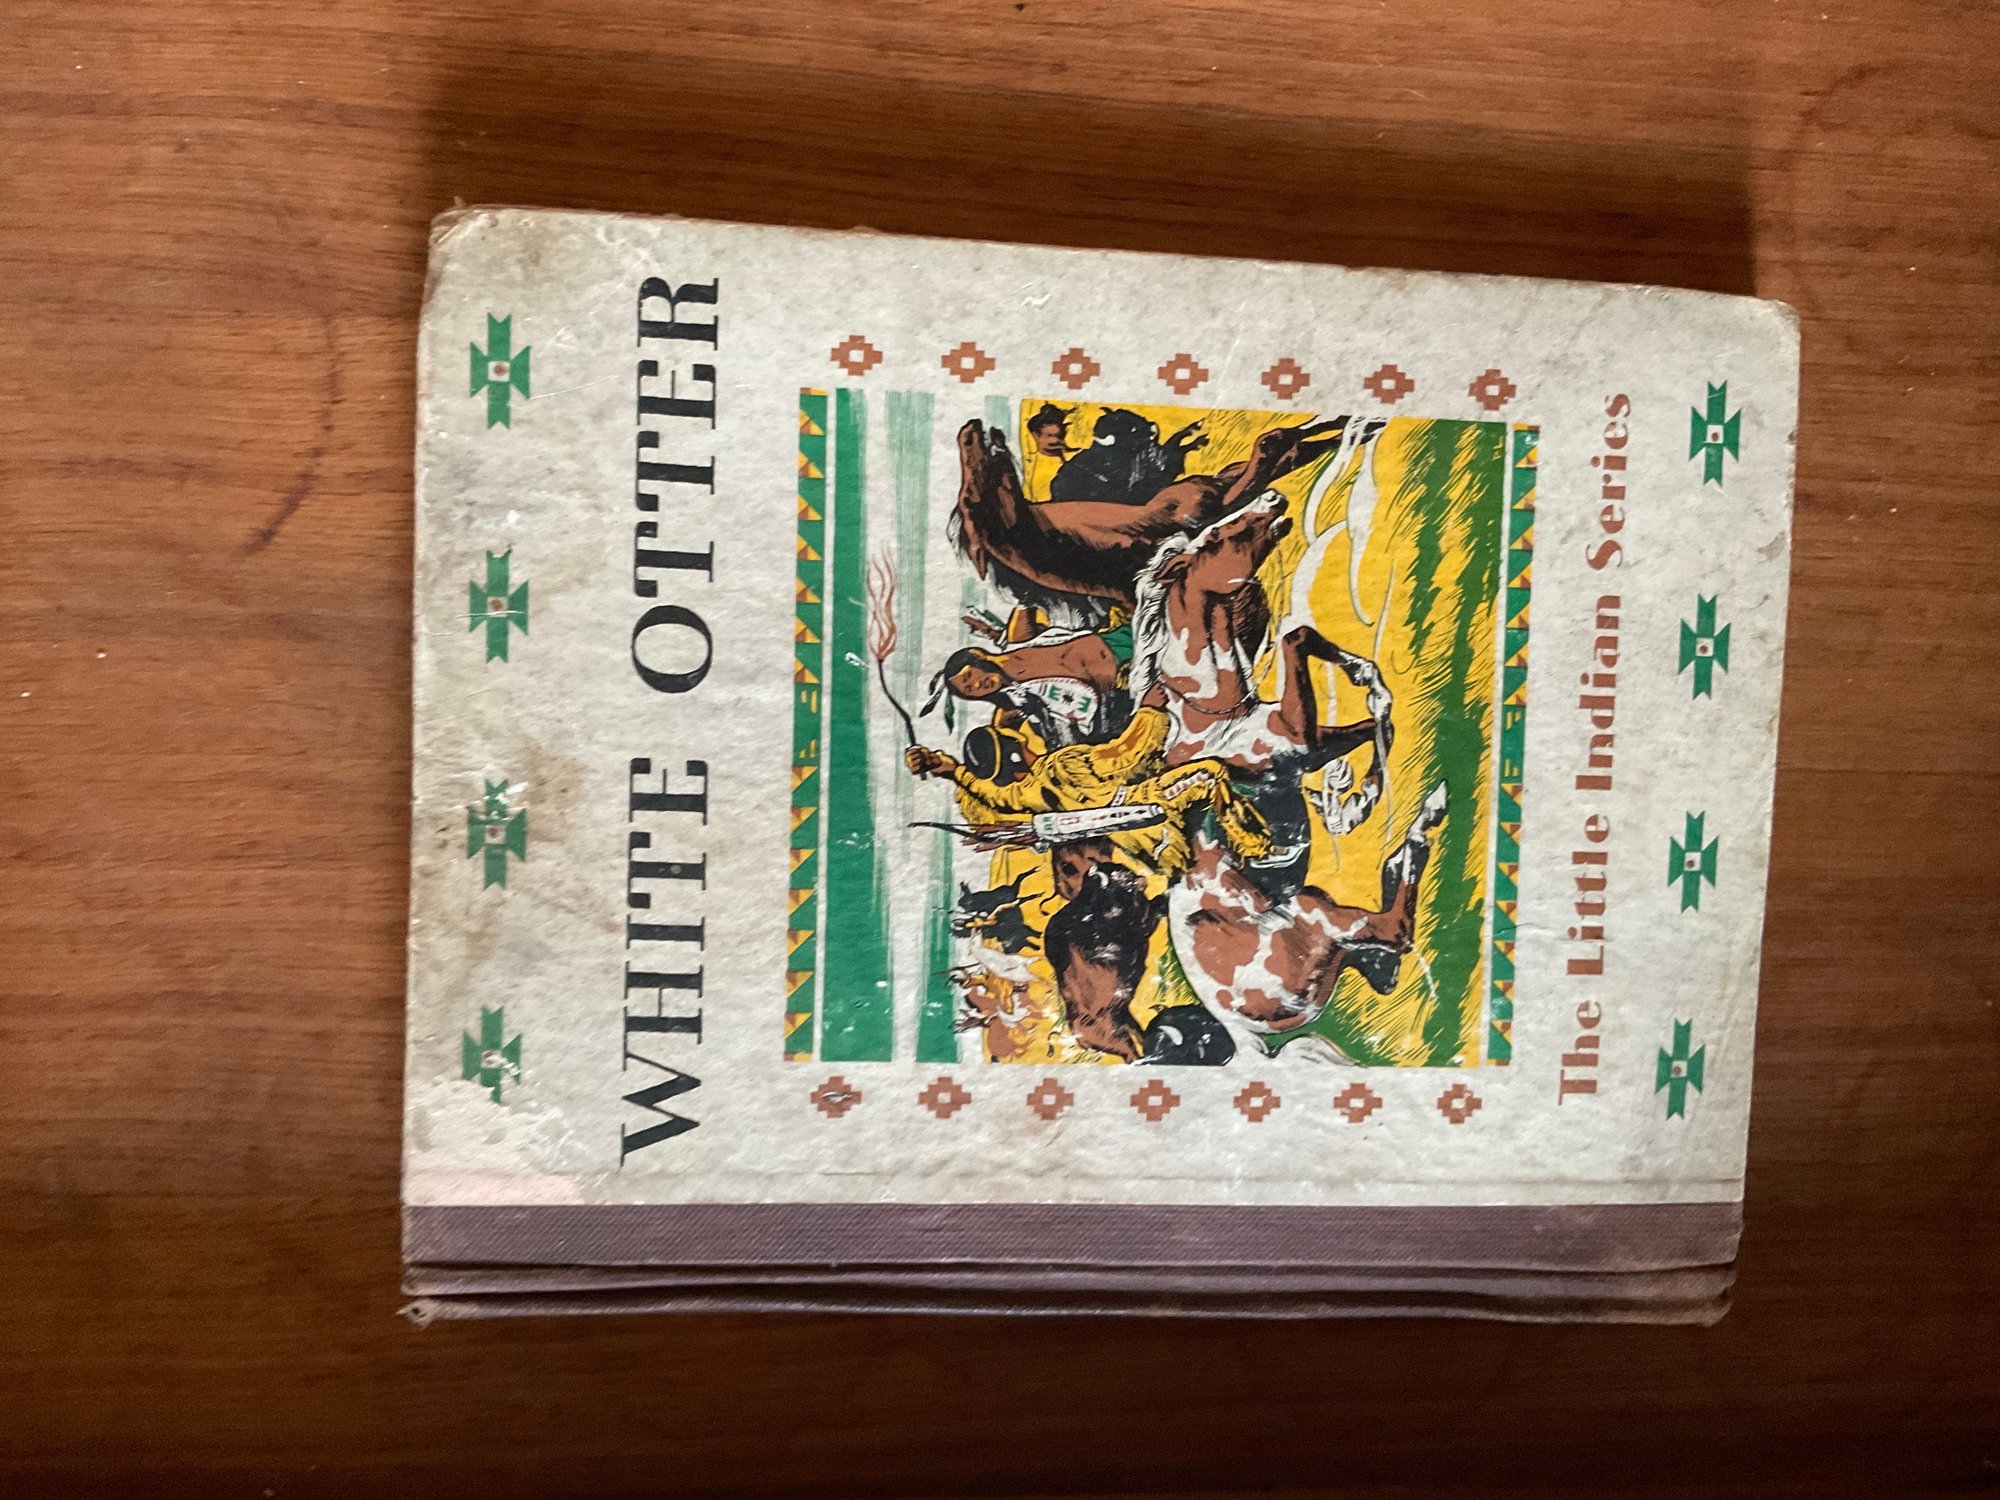 WHITE OTTER
The Little Indian Series